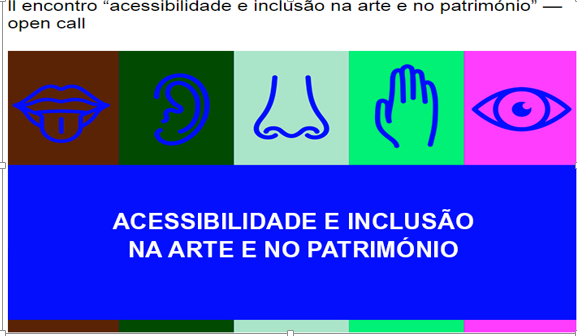 II encontro “acessibilidade e inclusão na arte e no património” —
open call
ACESSIBILIDADE E INCLUSÃO
NA ARTE E NO PATRIMÓNIO